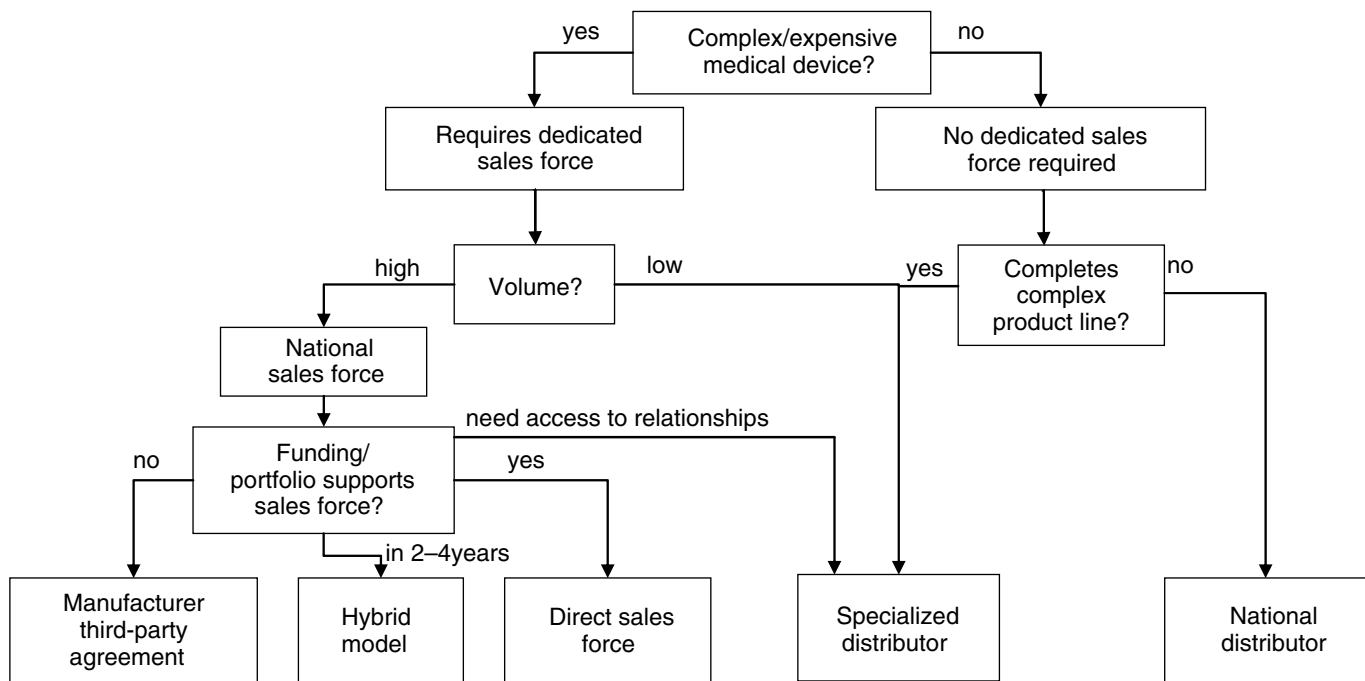 yes
Complex/expensive
medical device?
no
Requires dedicated
sales force
No dedicated sales
force required
high
Volume?
low
yes
Completes
complex
product line?
no
National
sales force
need access to relationships
no
Funding/
portfolio supports
sales force?
yes
in 2–4years
Manufacturer
third-party
agreement
Hybrid
model
Direct sales
force
Specialized
distributor
National
distributor